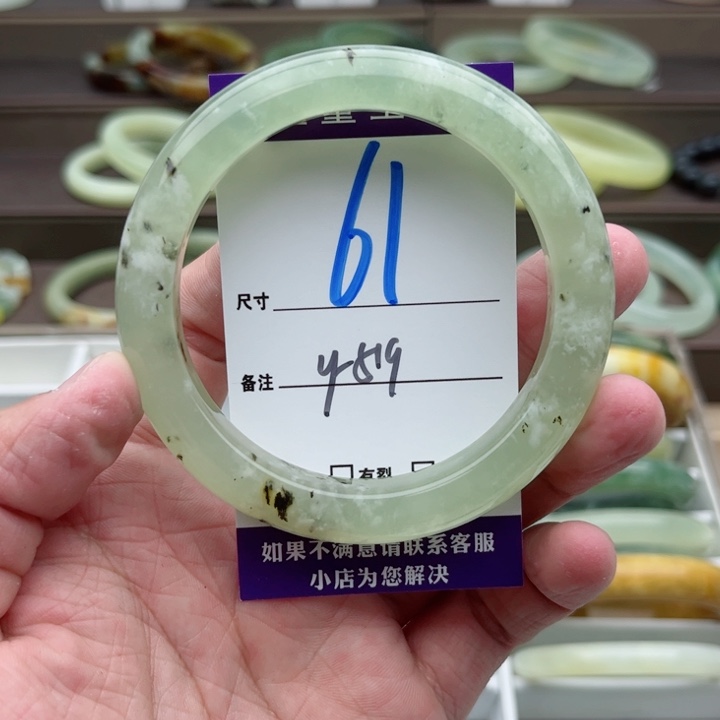 尺寸 61
备注 y-519
有裂
如果不满意请联系客服
小店为您解决